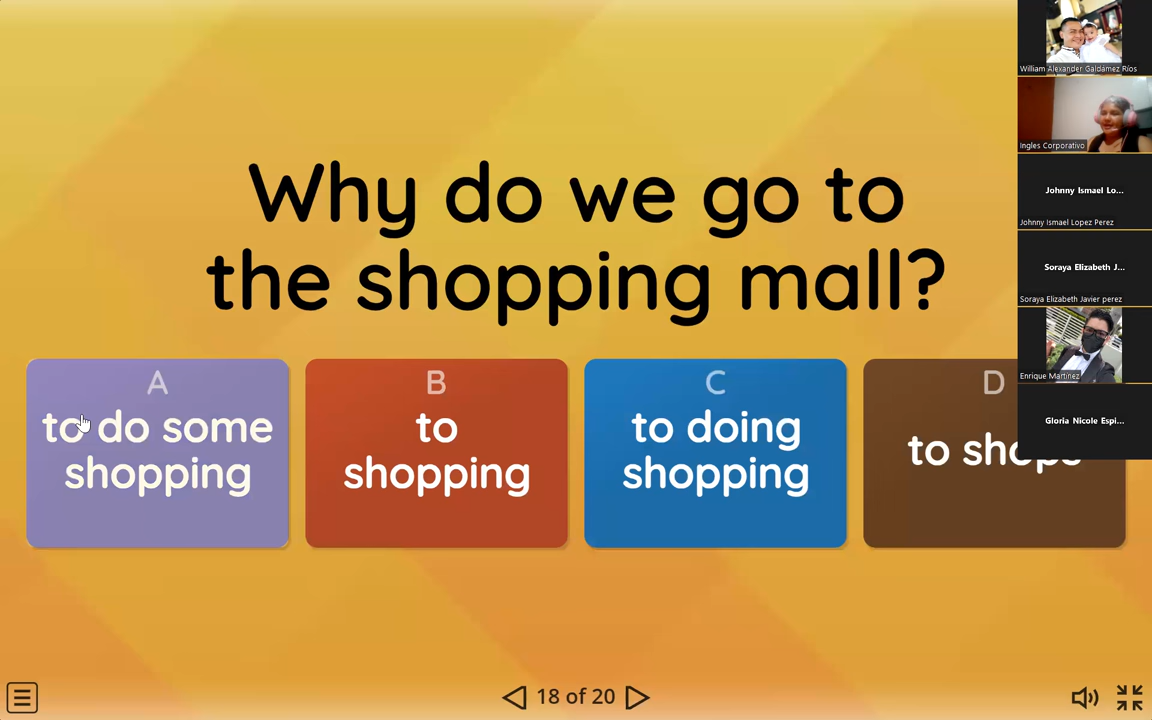 Why do we go to
the shopping mall?
A
to do some
shopping
B
to
shopping
C
to doing
shopping
D
to shops
18 of 20
William Alexander Galdámez Ríos
Ingles Corporativo
Johnny Ismael Lo...
Johnny Ismael Lopez Perez
Soraya Elizabeth J...
Soraya Elizabeth Javier perez
Enrique Martinez
Gloria Nicole Espi...